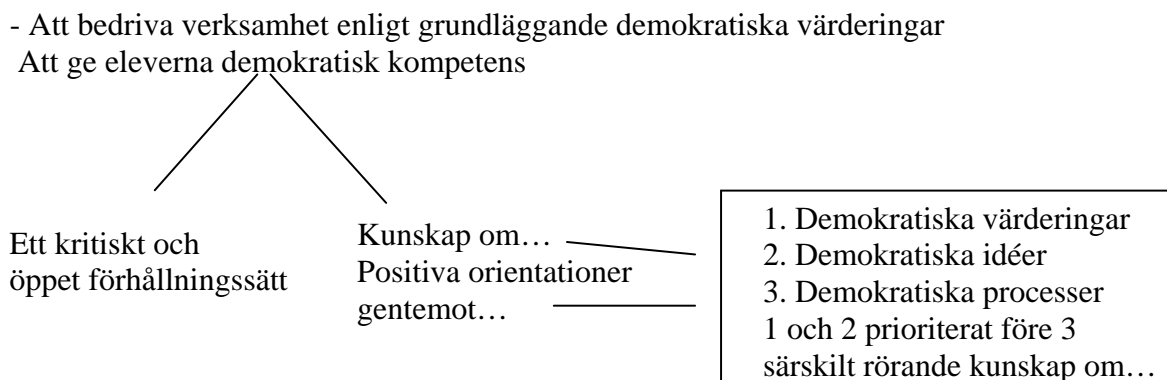 - Att bedriva verksamhet enligt grundläggande demokratiska värderingar
Att ge eleverna demokratisk kompetens
Ett kritiskt och
öppet förhållningssätt
Kunskap om…
Positiva orientationer
gentemot…
1. Demokratiska värderingar
2. Demokratiska idéer
3. Demokratiska processer
1 och 2 prioriterat före 3
särskilt rörande kunskap om…